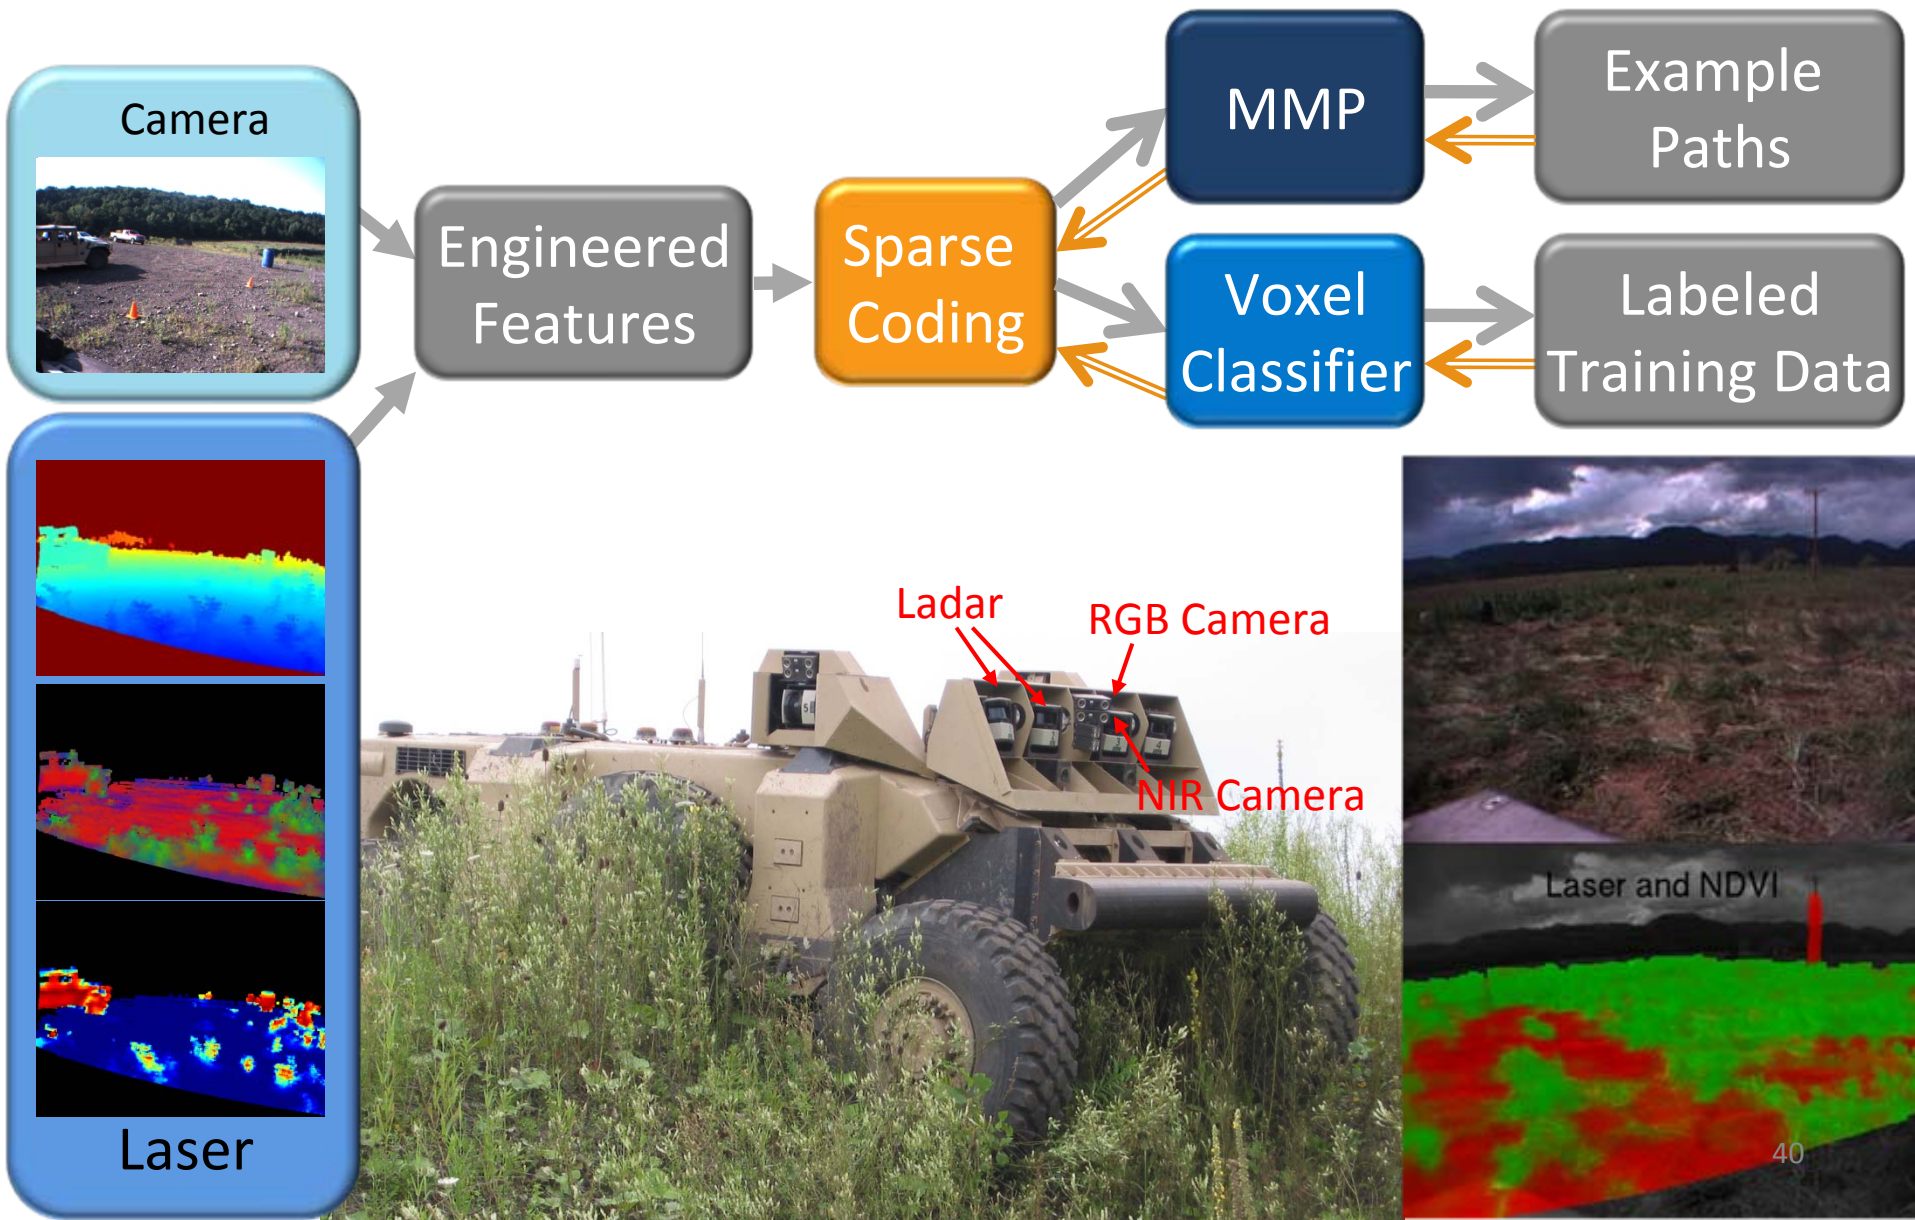 Camera
Engineered
Features
Sparse
Coding
MMP
Example
Paths
Voxel
Classifier
Labeled
Training Data
Laser
Ladar
RGB Camera
NIR Camera
Laser and NDVI
40